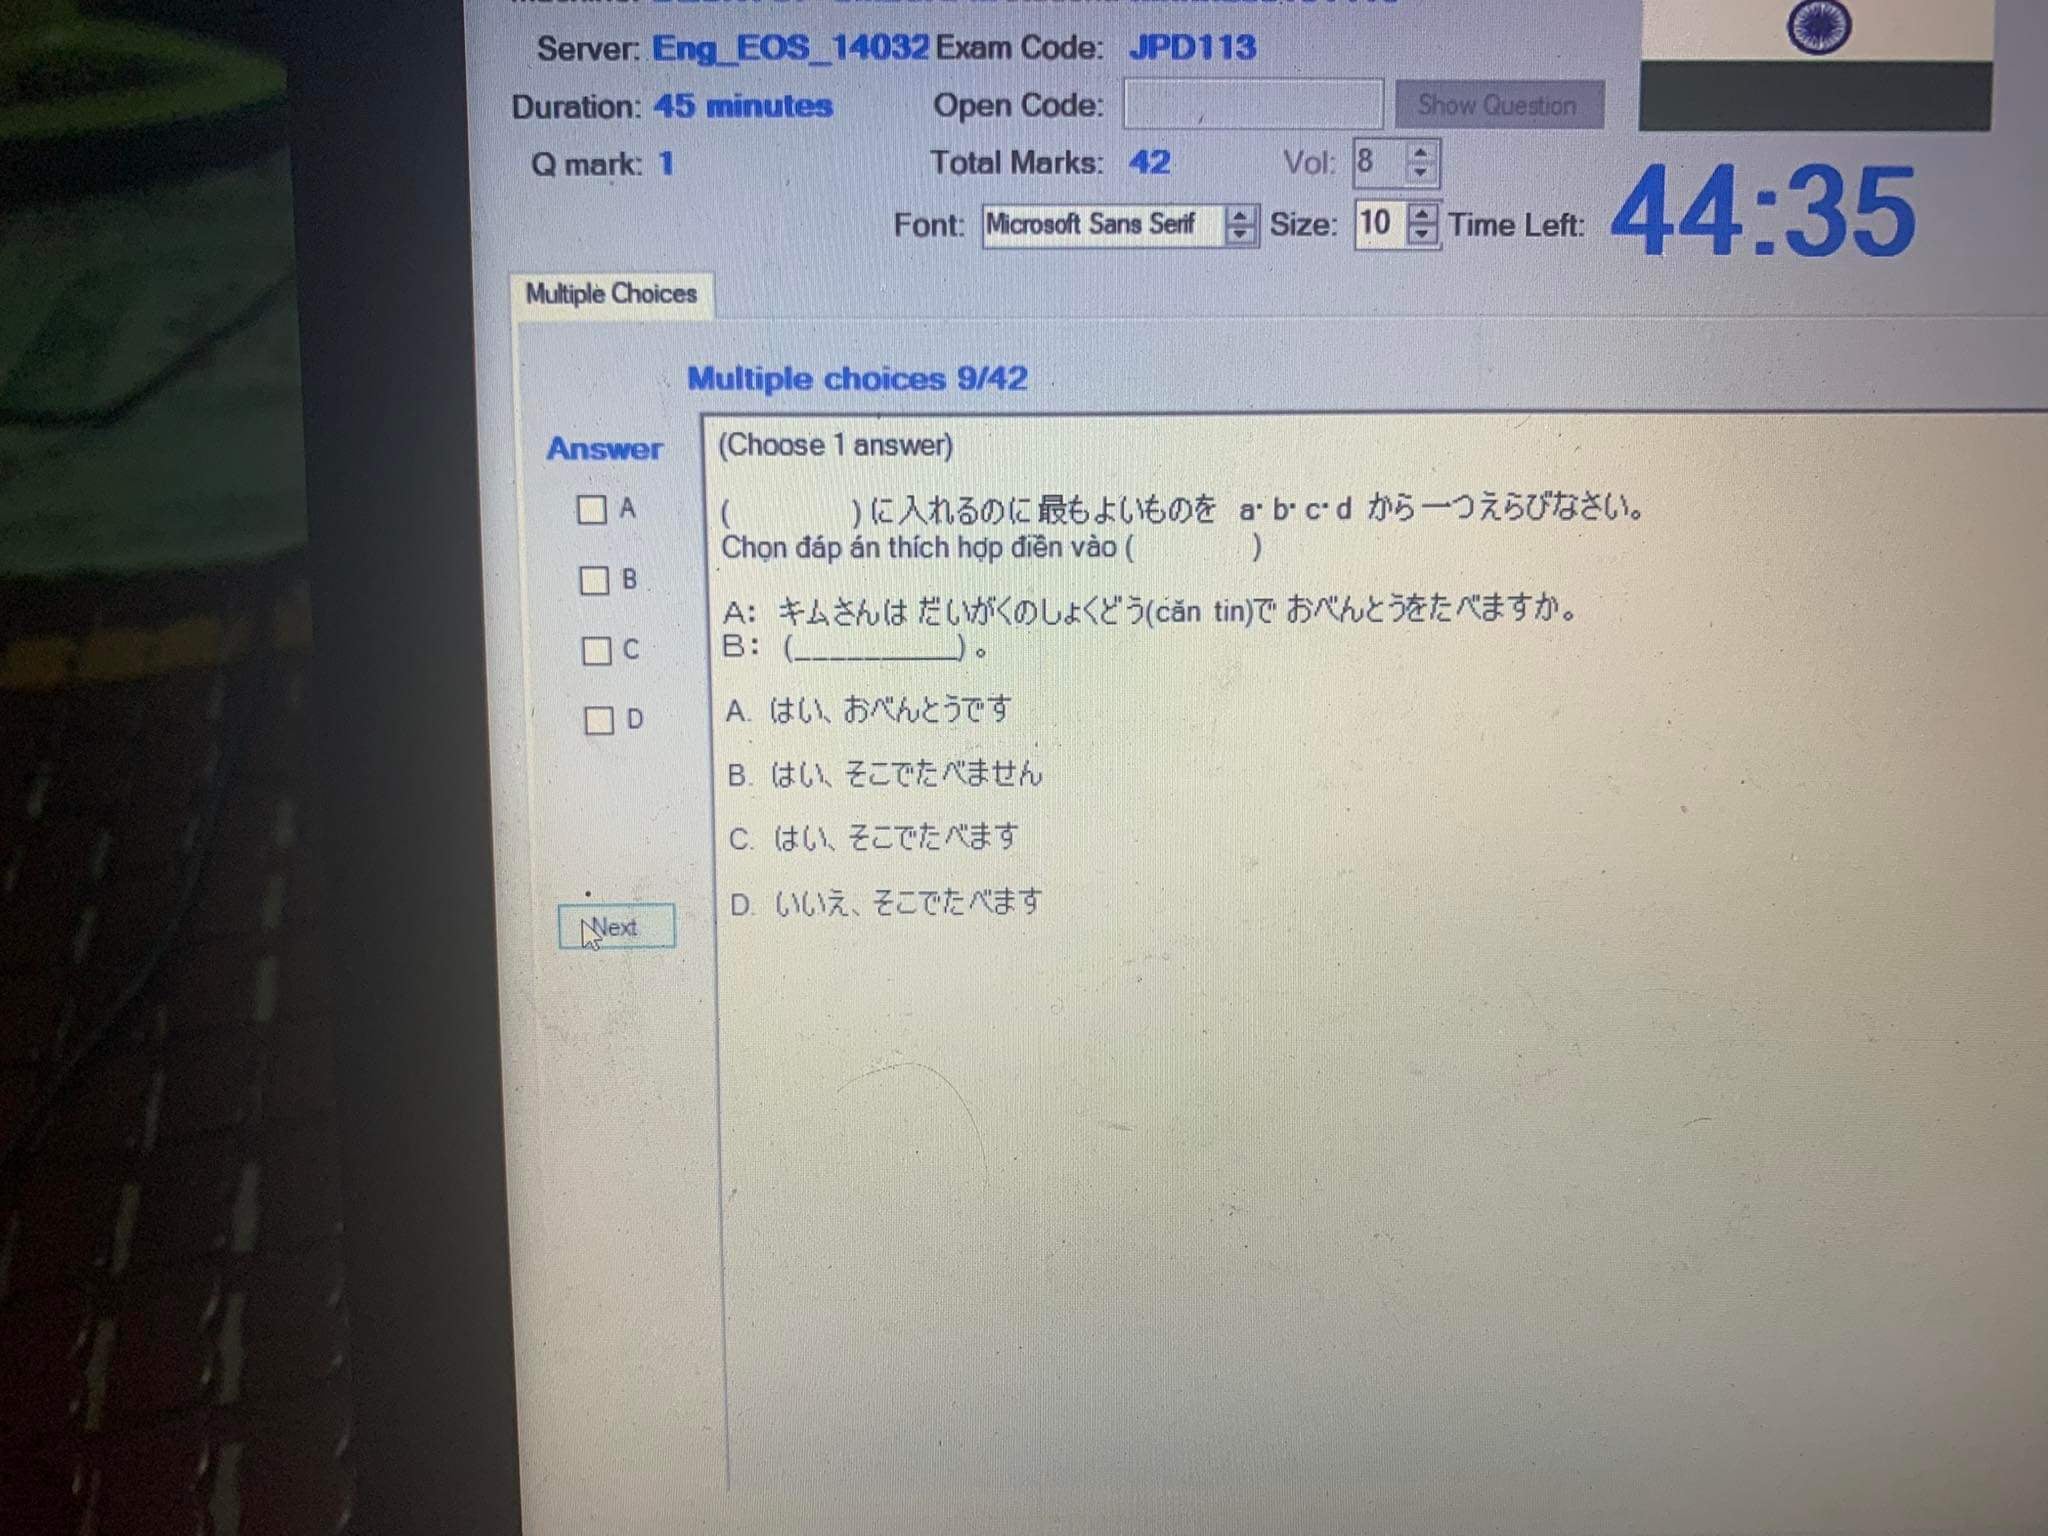 Server: Eng_EOS_14032 Exam Code: JPD113
Duration: 45 minutes Open Code: Show Question
Q mark: 1 Total Marks: 42 Vol: 8
Font: Microsoft Sans Serif Size: 10 Time Left: 44:35
Multiple Choices
Multiple choices 9/42
Answer
A
B
C
D
Next
(Choose 1 answer)
( )に入れるのに最もよいものを a・b・c・d から一つえらびなさい。
Chọn đáp án thích hợp điền vào ( )
A: キムさんは だいがくのしょくどう(căn tin)で おべんとうをたべますか。
B: (__________)。
A. はい、おべんとうです
B. はい、そこでたべません
C. はい、そこでたべます
D. いいえ、そこでたべます